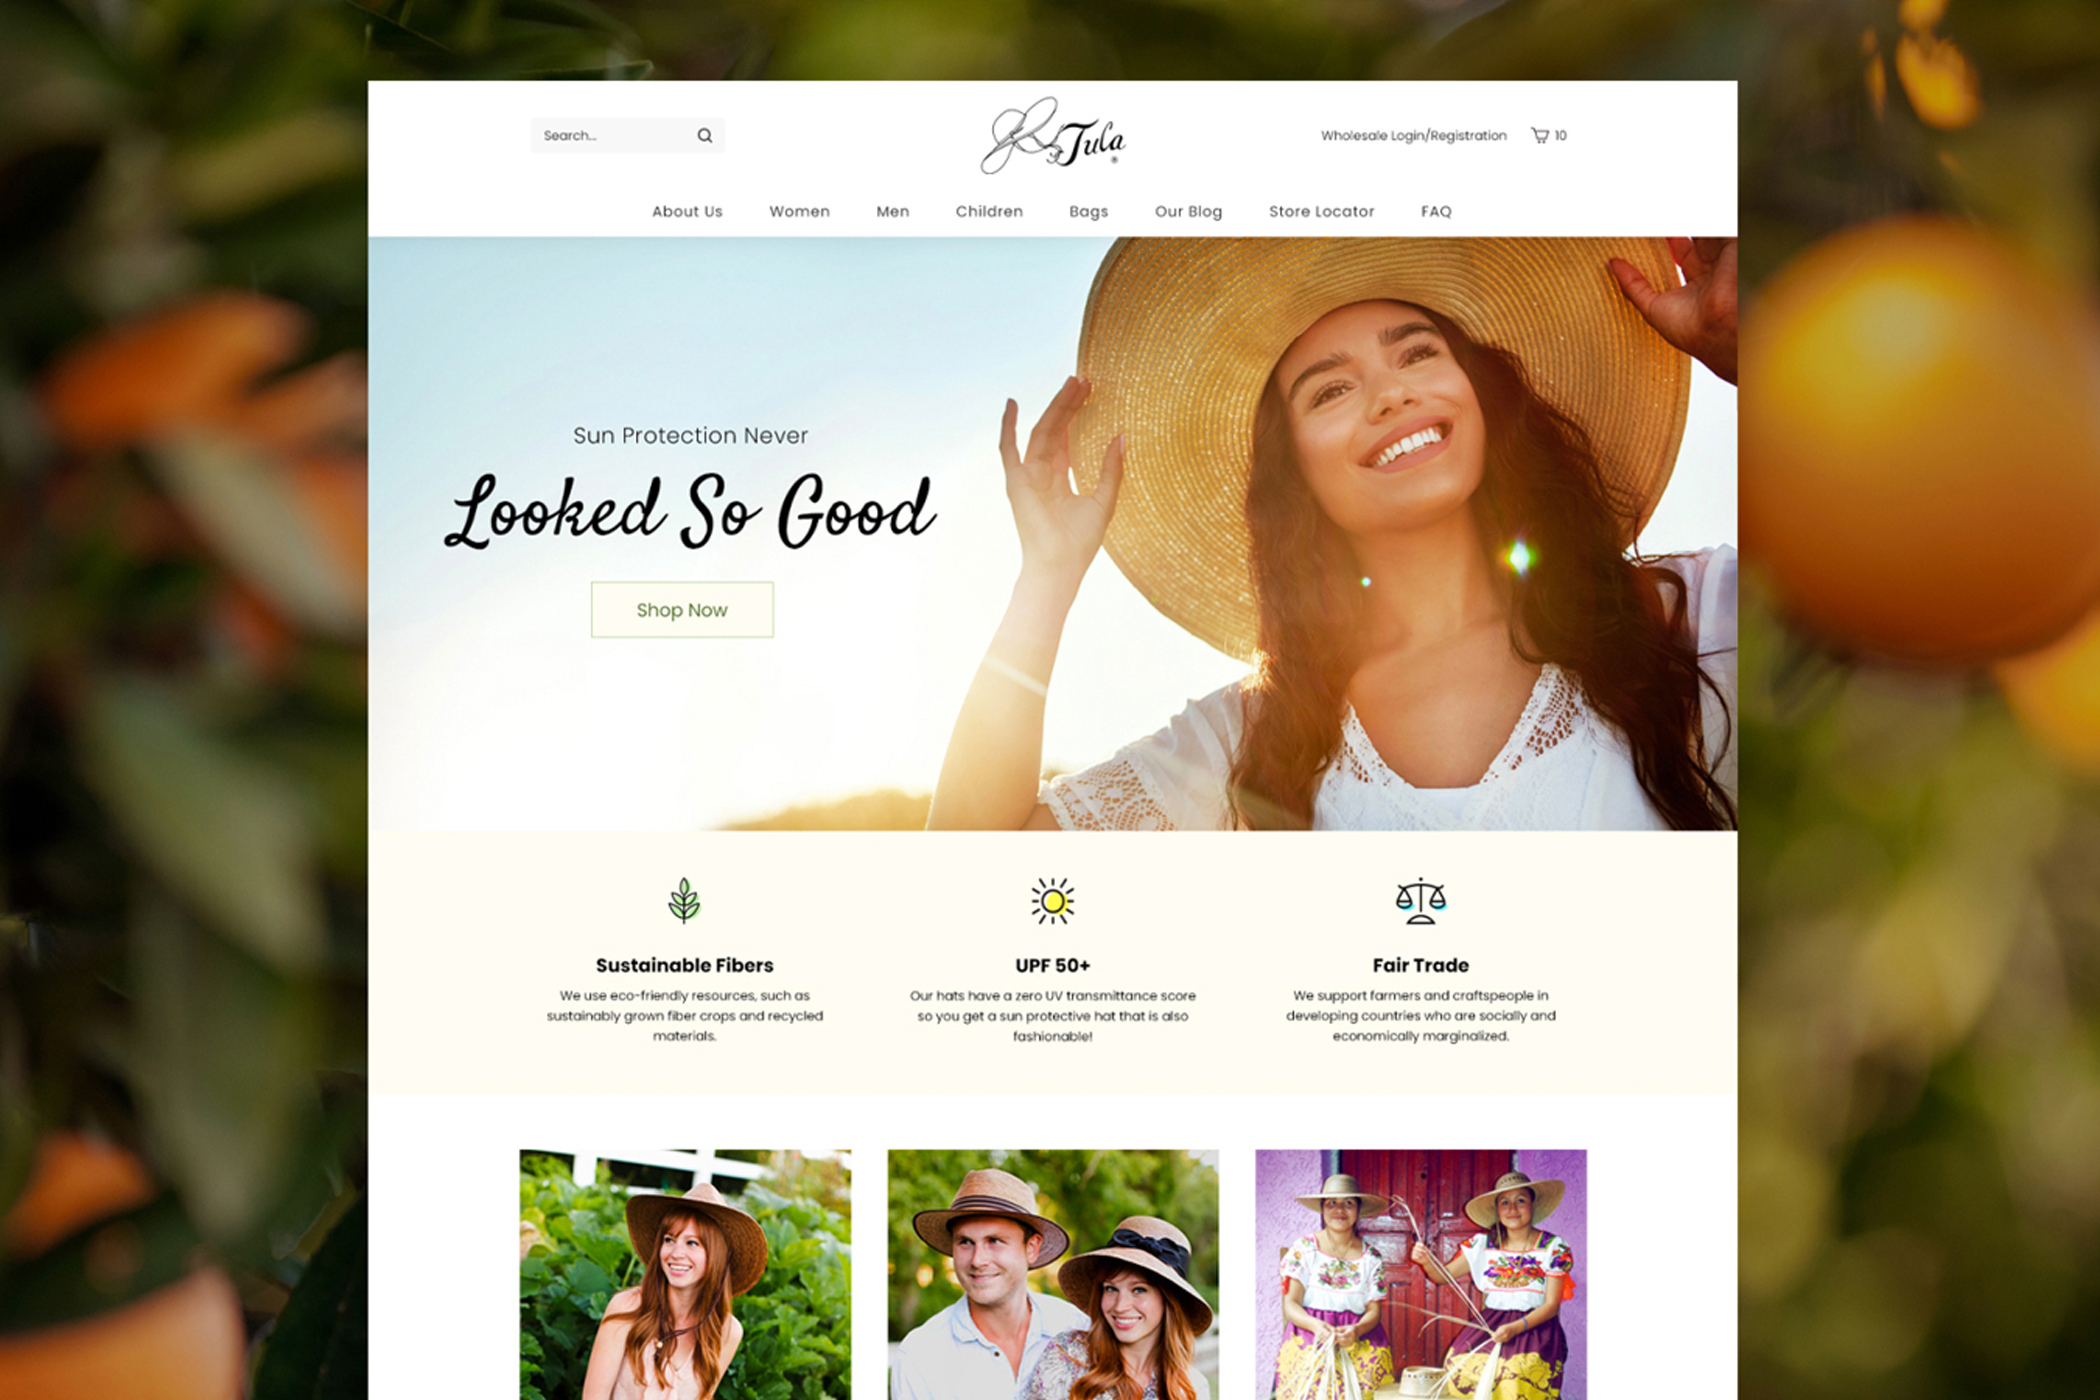 Search...
Tula
®
Wholesale Login/Registration
10
About Us
Women
Men
Children
Bags
Our Blog
Store Locator
FAQ
Sun Protection Never
Looked So Good
Shop Now
Sustainable Fibers
We use eco-friendly resources, such as
sustainably grown fiber crops and recycled
materials.
UPF 50+
Our hats have a zero UV transmittance score
so you get a sun protective hat that is also
fashionable!
Fair Trade
We support farmers and craftspeople in
developing countries who are socially and
economically marginalized.